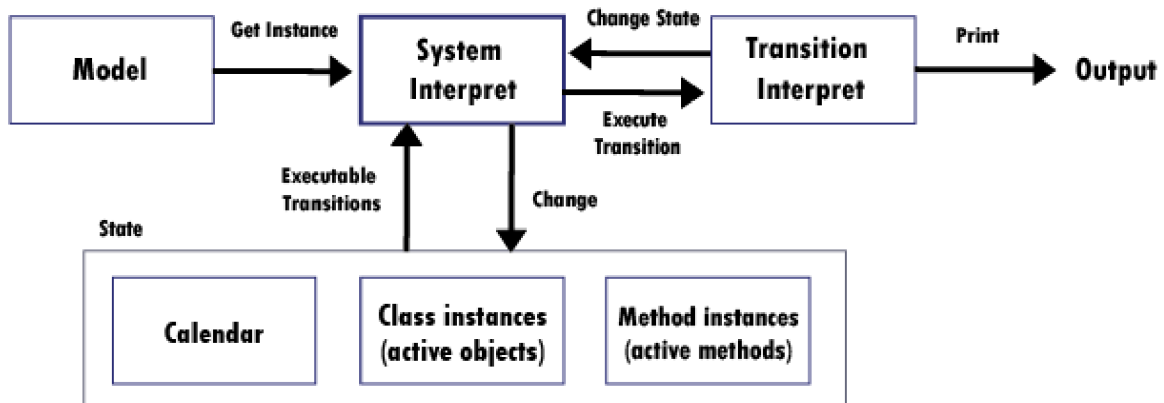 Model
Get Instance
System
Interpret
Change State
Execute
Transition
Transition
Interpret
Print
Output
Executable
Transitions
Change
State
Calendar
Class instances
(active objects)
Method instances
(active methods)